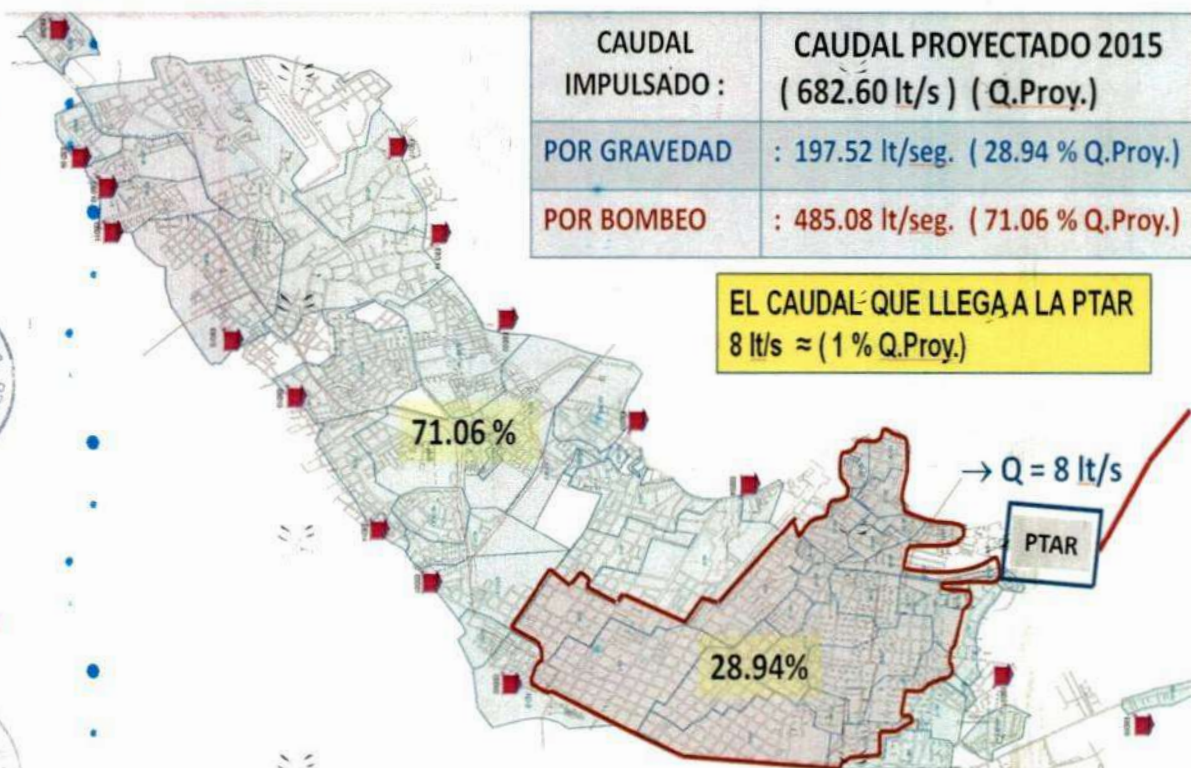 CAUDAL IMPULSADO :
CAUDAL PROYECTADO 2015
( 682.60 lt/s ) ( Q.Proy.)
POR GRAVEDAD : 197.52 lt/seg. ( 28.94 % Q.Proy.)
POR BOMBEO : 485.08 lt/seg. ( 71.06 % Q.Proy.)
EL CAUDAL QUE LLEGA A LA PTAR
8 lt/s ≈ ( 1 % Q.Proy.)
71.06 %
→ Q = 8 lt/s
PTAR
28.94%